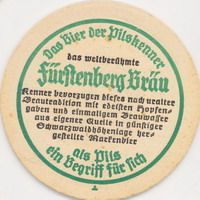 Das Bier der Pilskenner
das weltberühmte
Fürstenberg Bräu
Kenner bevorzugen dieses nach uralter
Brautradition mit edelsten Hopfen-
gaben und einmaligem Brauwasser
aus eigener Quelle in günstiger
Schwarzwaldhöhenlage her-
gestellte Markenbier
als Pils
ein Begriff für sich